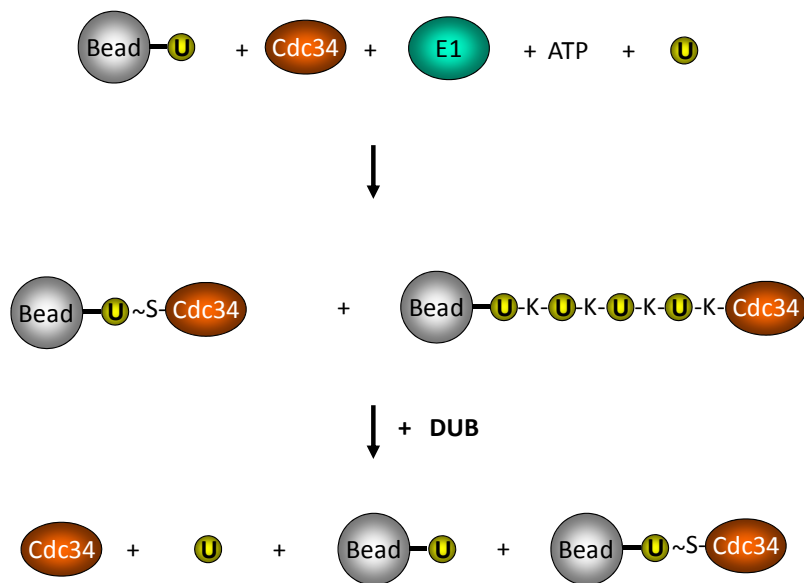 Bead U + Cdc34 + E1 + ATP + U
Bead U ~S- Cdc34 + Bead U -K- U -K- U -K- U -K- Cdc34
+ DUB
Cdc34 + U + Bead U + Bead U ~S- Cdc34